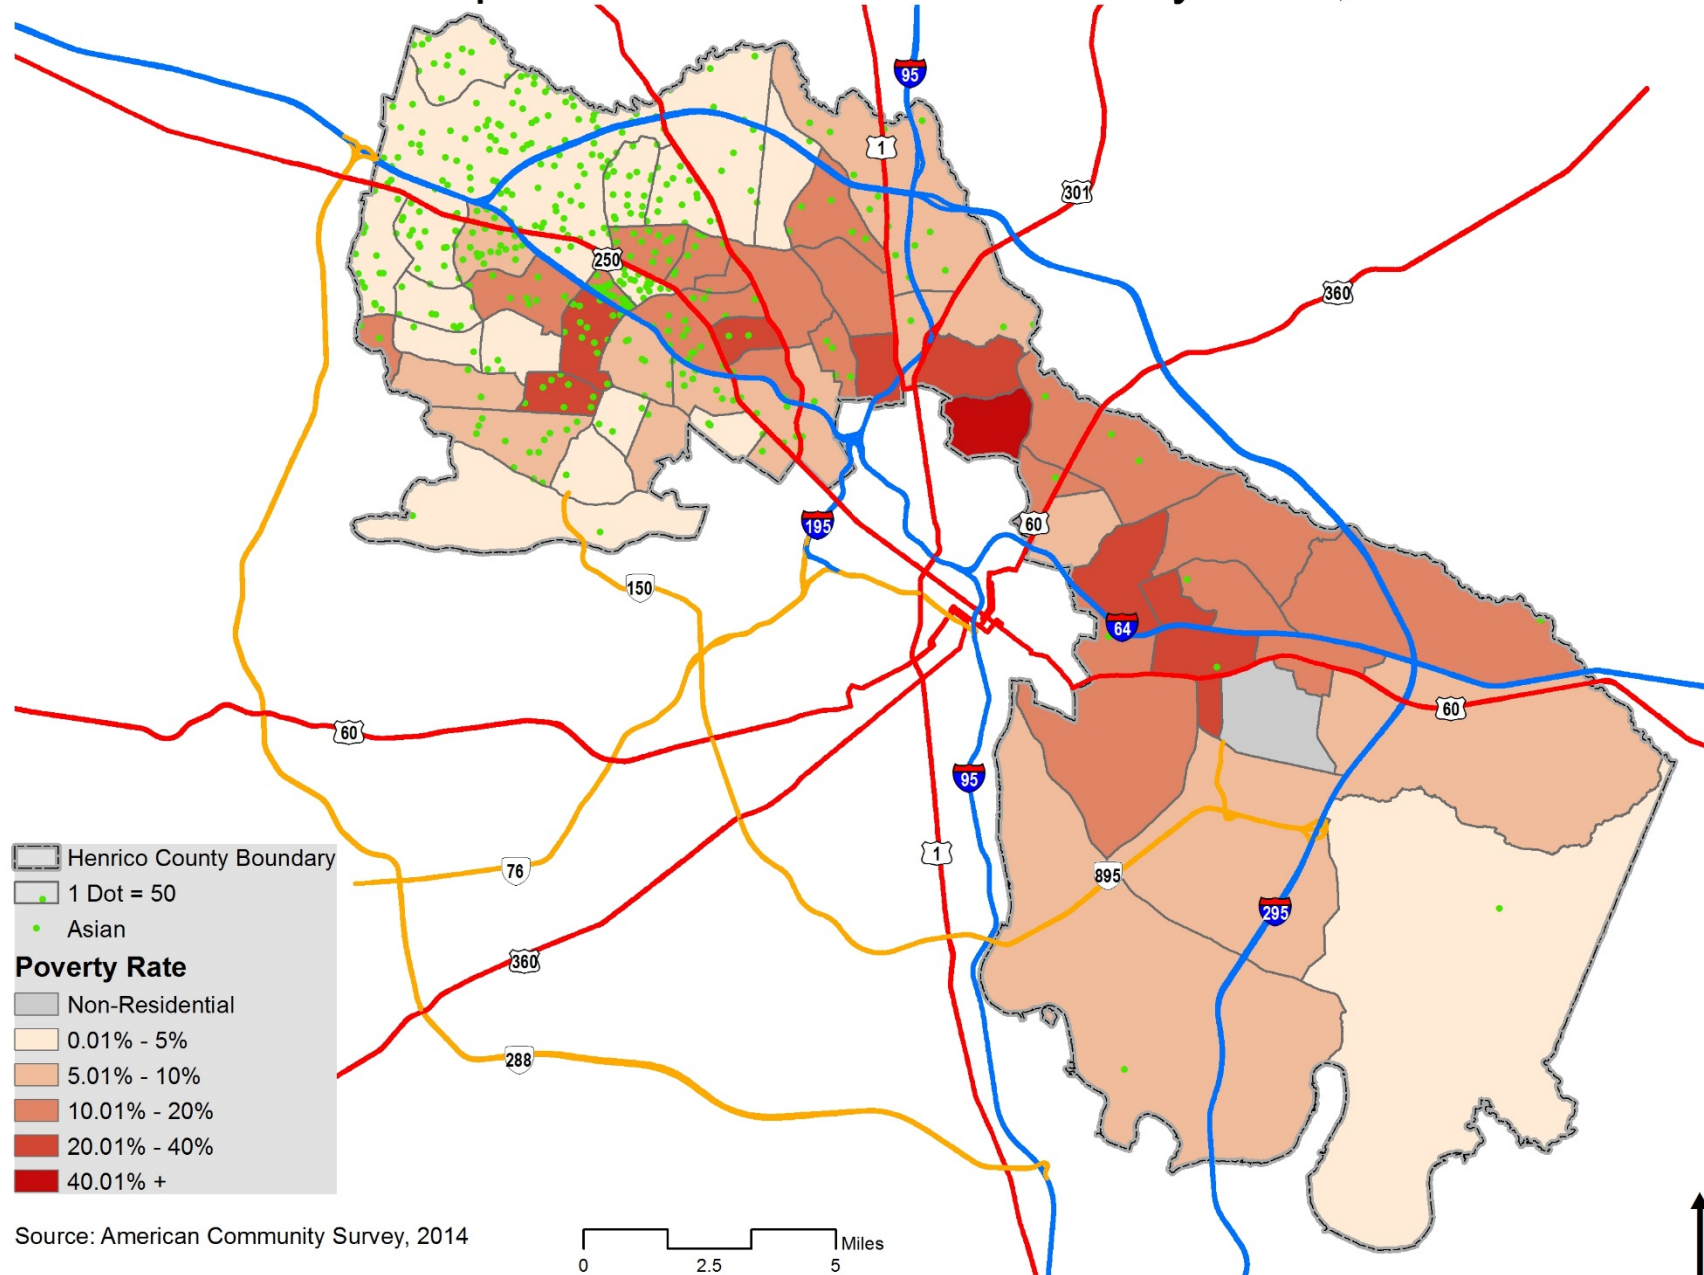 95
1
301
250
360
195
60
150
64
60
60
95
1
895
76
295
360
288
Henrico County Boundary
1 Dot = 50
Asian
Poverty Rate
Non-Residential
0.01% - 5%
5.01% - 10%
10.01% - 20%
20.01% - 40%
40.01% +
Source: American Community Survey, 2014
Miles
0 2.5 5